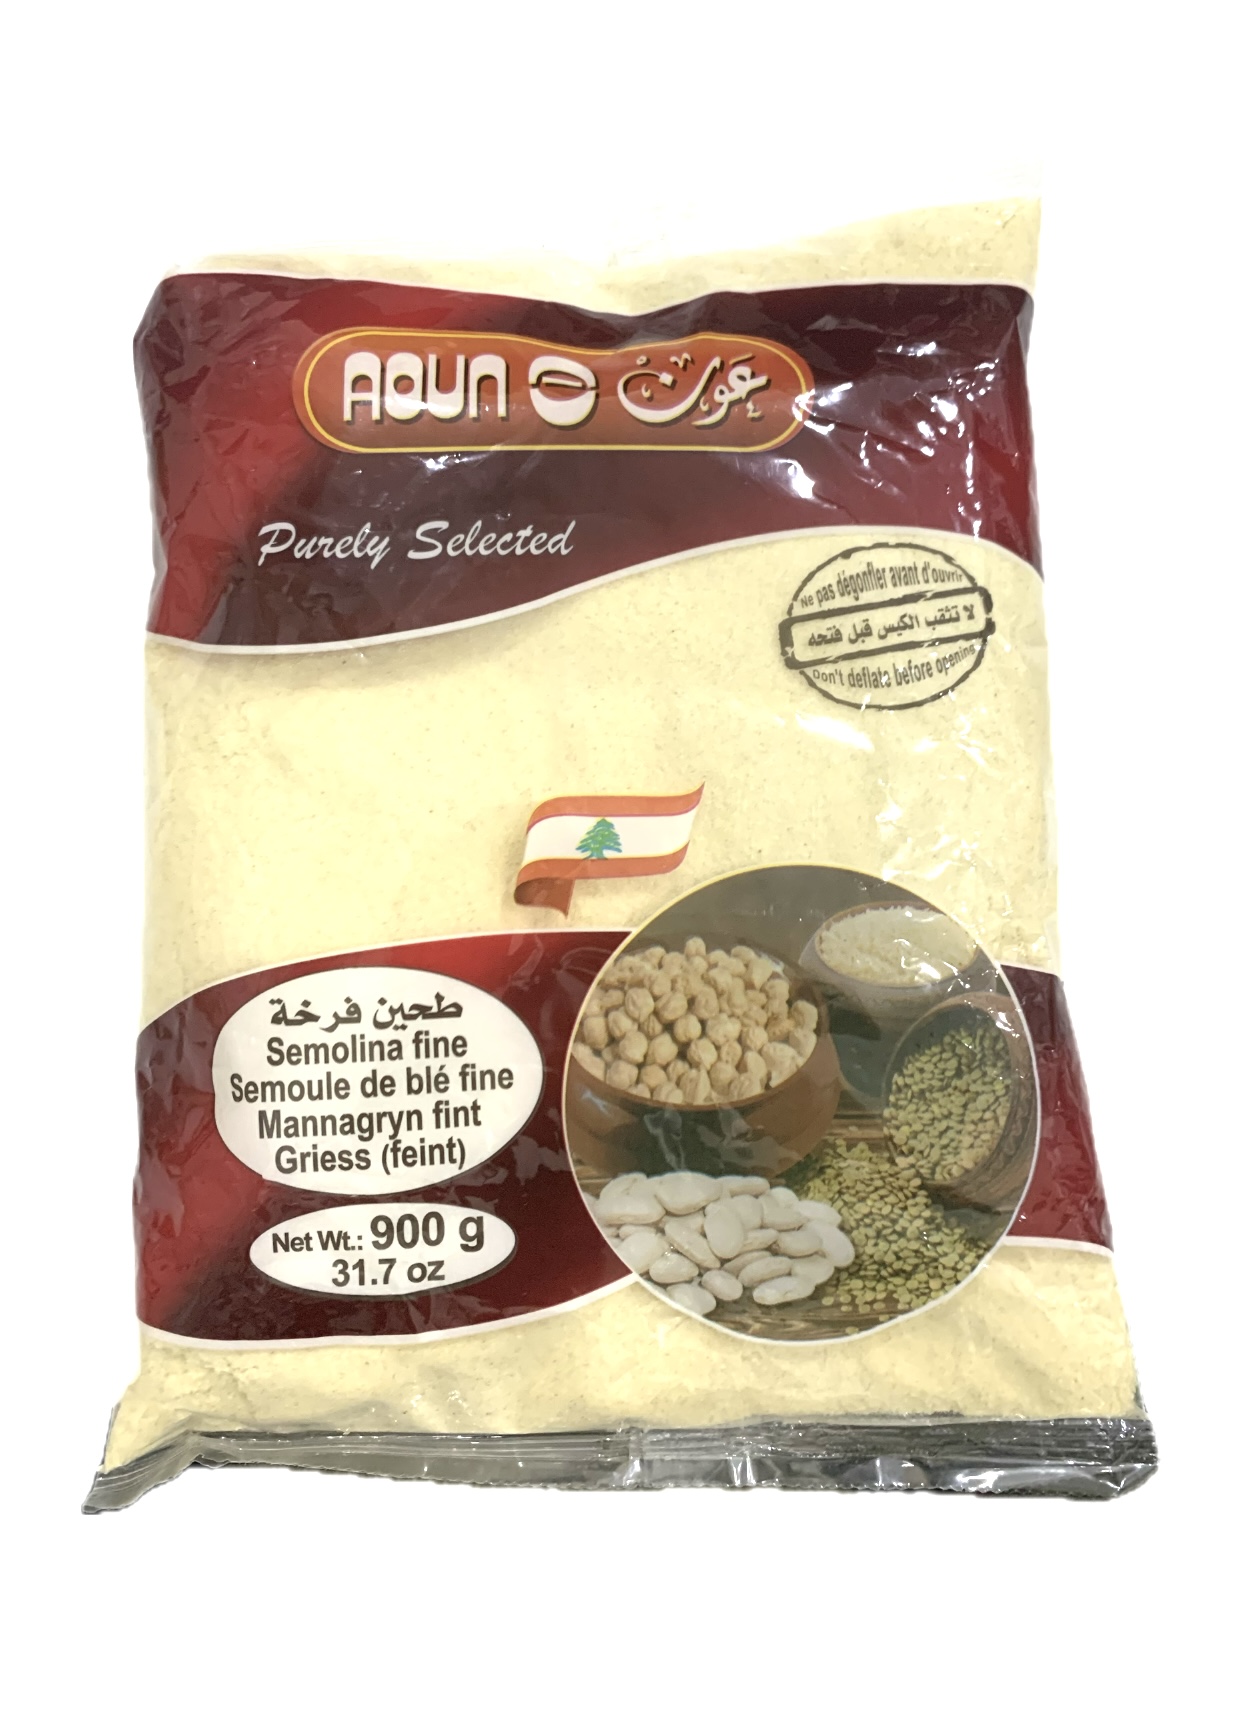 AOUN عَوْن
Purely Selected
Ne pas dégonfler avant d'ouvrir
لا تثقب الكيس قبل فتحه
Don't deflate before opening
طحين فرخة
Semolina fine
Semoule de blé fine
Mannagryn fint
Griess (feint)
Net Wt.: 900 g
31.7 oz